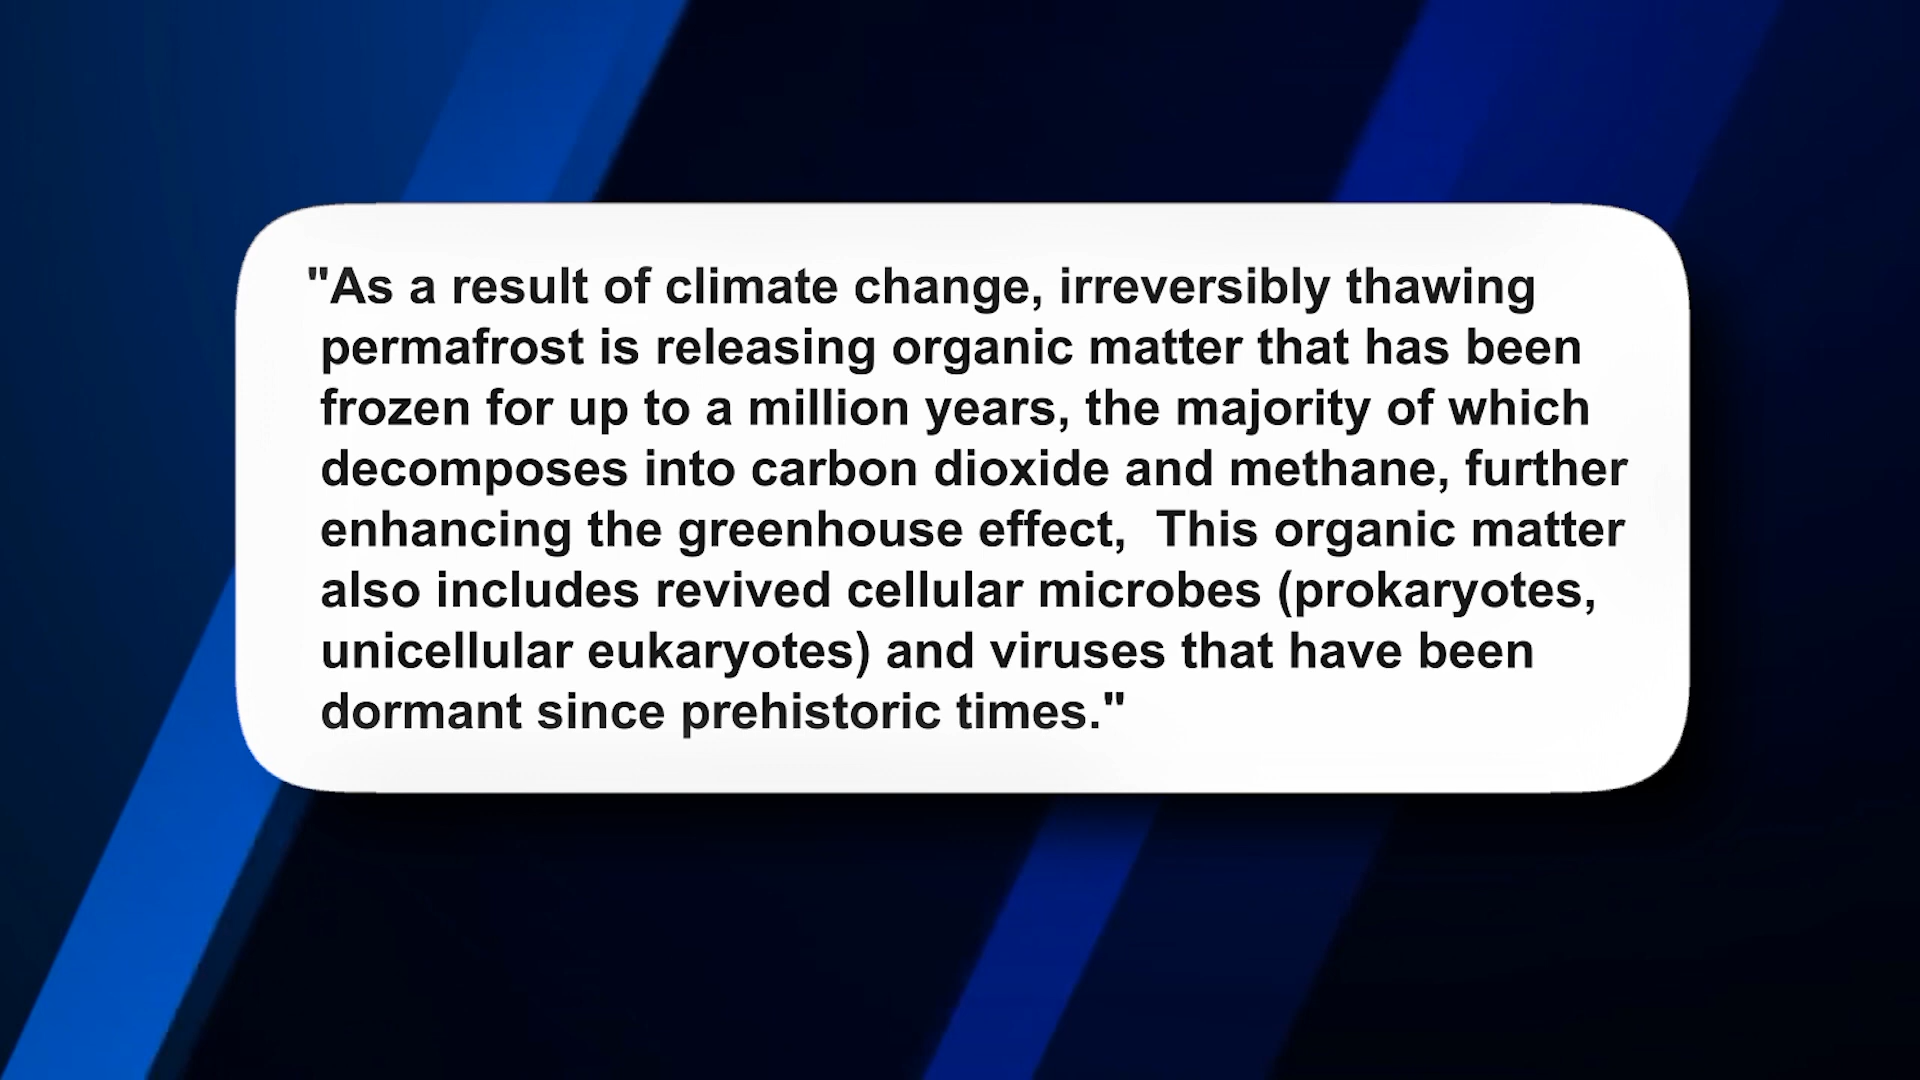 "As a result of climate change, irreversibly thawing
permafrost is releasing organic matter that has been
frozen for up to a million years, the majority of which
decomposes into carbon dioxide and methane, further
enhancing the greenhouse effect,  This organic matter
also includes revived cellular microbes (prokaryotes,
unicellular eukaryotes) and viruses that have been
dormant since prehistoric times."